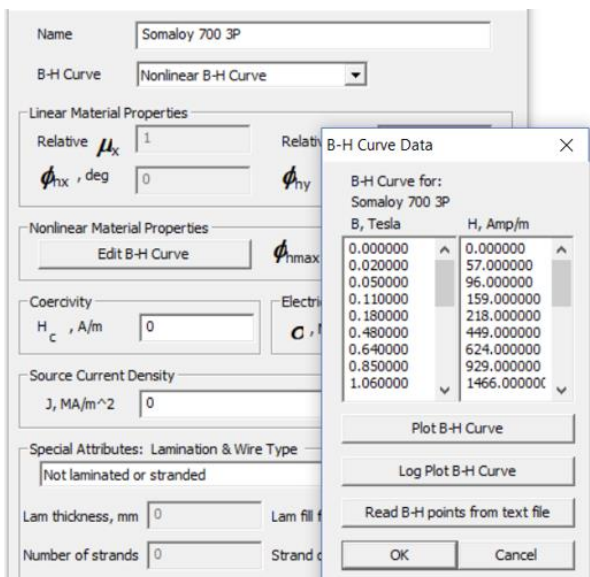 Name Somaloy 700 3P
B-H Curve Nonlinear B-H Curve
Linear Material Properties
Relative μx 1
ϕhx , deg 0 ϕhy
Nonlinear Material Properties
Edit B-H Curve ϕhmax
Coercivity
Hc , A/m 0 σ ,
Source Current Density
J, MA/m^2 0
Special Attributes: Lamination & Wire Type
Not laminated or stranded
Lam thickness, mm 0 Lam fill
Number of strands 0 Strand
B-H Curve Data
B-H Curve for:
Somaloy 700 3P
B, Tesla H, Amp/m
0.000000 0.000000
0.020000 57.000000
0.050000 96.000000
0.110000 159.000000
0.180000 218.000000
0.480000 449.000000
0.640000 624.000000
0.850000 929.000000
1.060000 1466.00000
Plot B-H Curve
Log Plot B-H Curve
Read B-H points from text file
OK Cancel